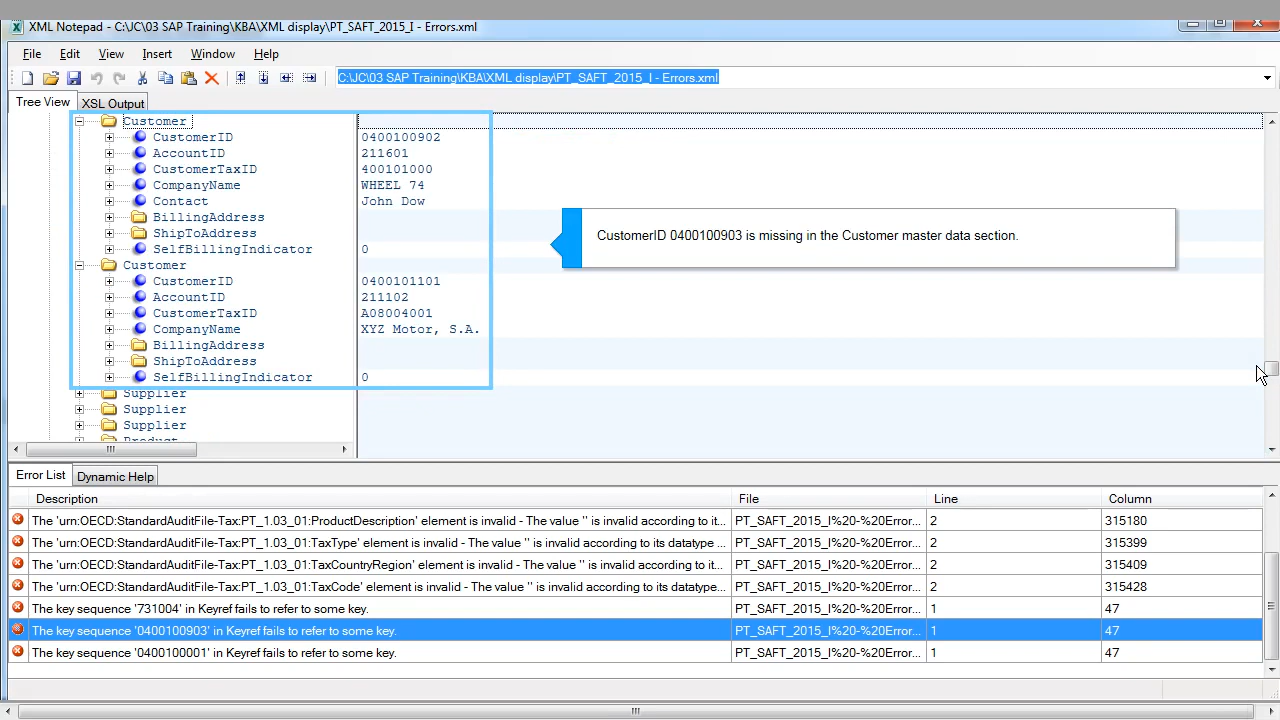 XML Notepad - C:\JC\03 SAP Training\KBA\XML display\PT_SAFT_2015_I - Errors.xml
File Edit View Insert Window Help
C:\JC\03 SAP Training\KBA\XML display\PT_SAFT_2015_I - Errors.xml
Tree View XSL Output
Customer
CustomerID 0400100902
AccountID 211601
CustomerTaxID 400101000
CompanyName WHEEL 74
Contact John Dow
BillingAddress
ShipToAddress
SelfBillingIndicator 0
CustomerID 0400100903 is missing in the Customer master data section.
Customer
CustomerID 0400101101
AccountID 211102
CustomerTaxID A08004001
CompanyName XYZ Motor, S.A.
BillingAddress
ShipToAddress
SelfBillingIndicator 0
Supplier
Supplier
Supplier
Product
Error List Dynamic Help
Description File Line Column
The 'urn:OECD:StandardAuditFile-Tax:PT_1.03_01:ProductDescription' element is invalid - The value '' is invalid according to it... PT_SAFT_2015_I%20-%20Error... 2 315180
The 'urn:OECD:StandardAuditFile-Tax:PT_1.03_01:TaxType' element is invalid - The value '' is invalid according to its datatype ... PT_SAFT_2015_I%20-%20Error... 2 315399
The 'urn:OECD:StandardAuditFile-Tax:PT_1.03_01:TaxCountryRegion' element is invalid - The value '' is invalid according to its... PT_SAFT_2015_I%20-%20Error... 2 315409
The 'urn:OECD:StandardAuditFile-Tax:PT_1.03_01:TaxCode' element is invalid - The value '' is invalid according to its datatype... PT_SAFT_2015_I%20-%20Error... 2 315428
The key sequence '731004' in Keyref fails to refer to some key. PT_SAFT_2015_I%20-%20Error... 1 47
The key sequence '0400100903' in Keyref fails to refer to some key. PT_SAFT_2015_I%20-%20Error... 1 47
The key sequence '0400100001' in Keyref fails to refer to some key. PT_SAFT_2015_I%20-%20Error... 1 47